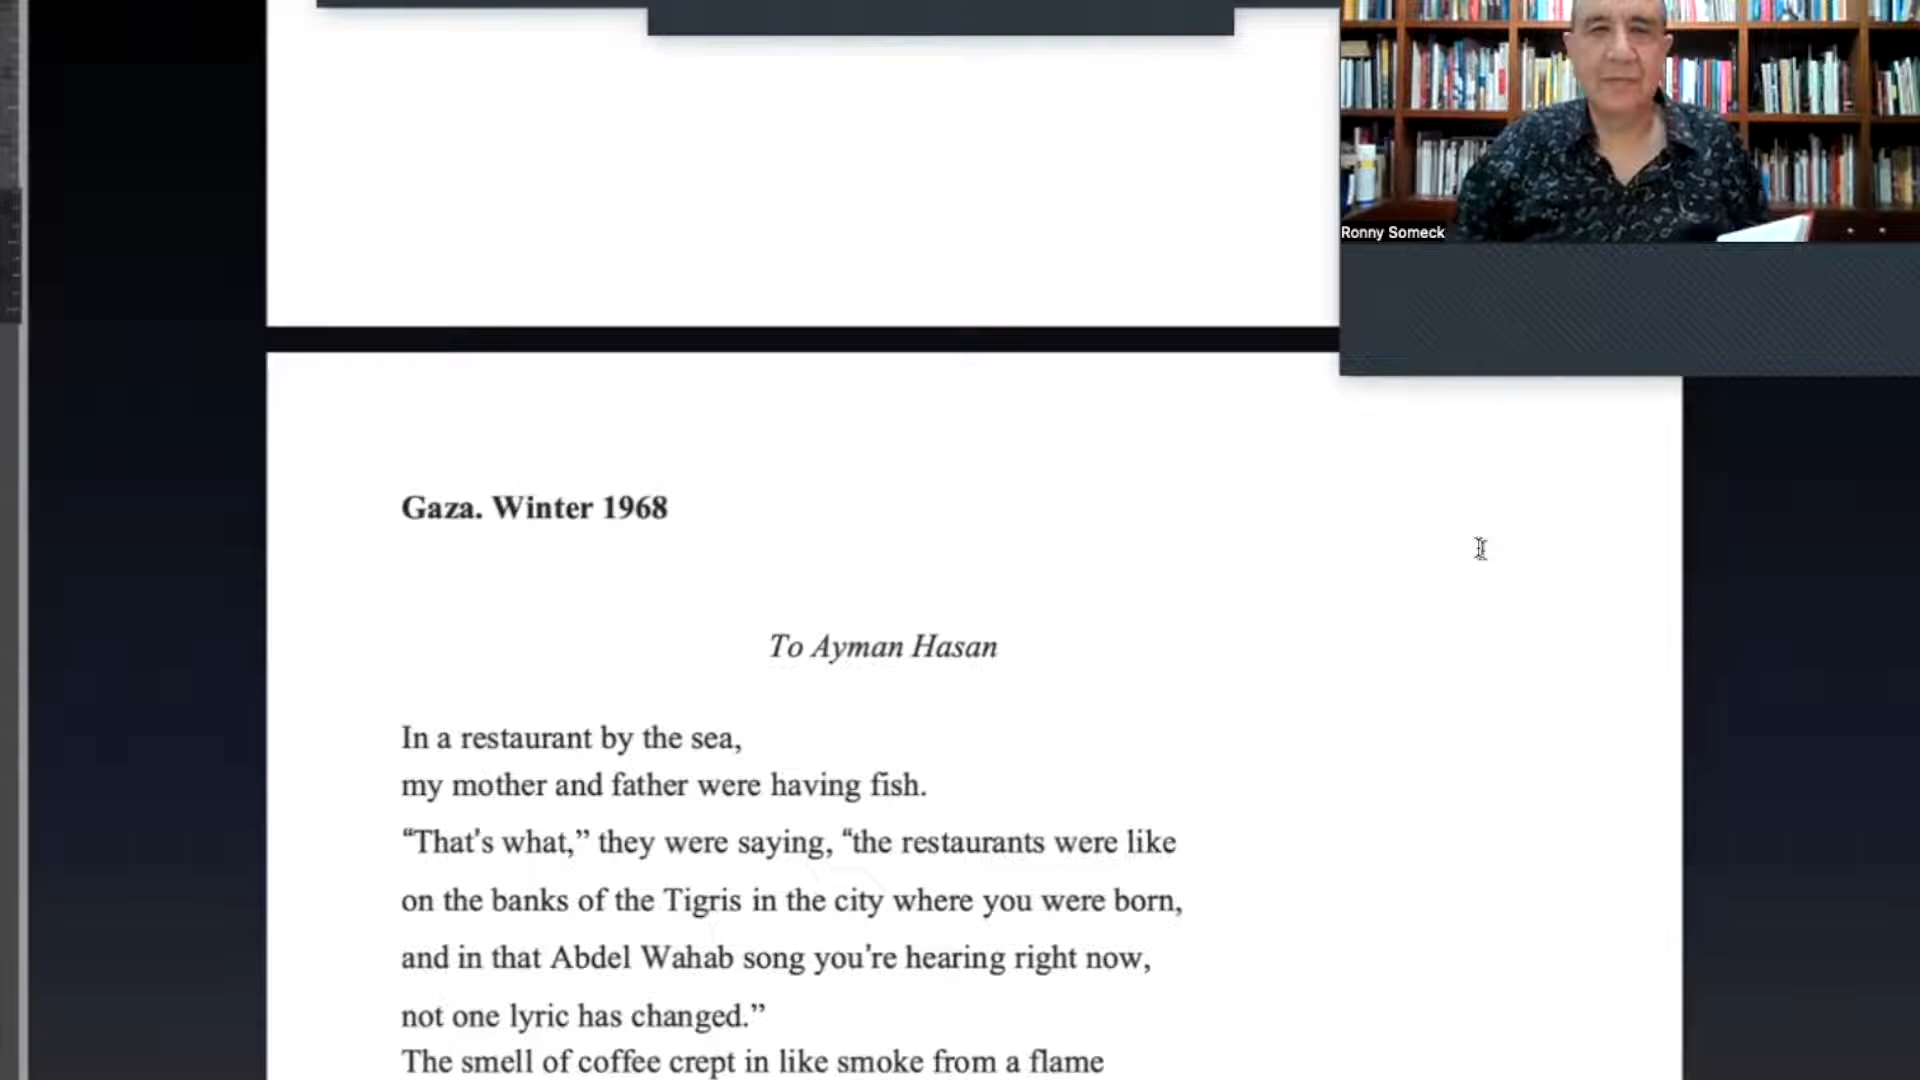 Ronny Someck
Gaza. Winter 1968
To Ayman Hasan
In a restaurant by the sea,
my mother and father were having fish.
“That's what,” they were saying, “the restaurants were like
on the banks of the Tigris in the city where you were born,
and in that Abdel Wahab song you're hearing right now,
not one lyric has changed.”
The smell of coffee crept in like smoke from a flame